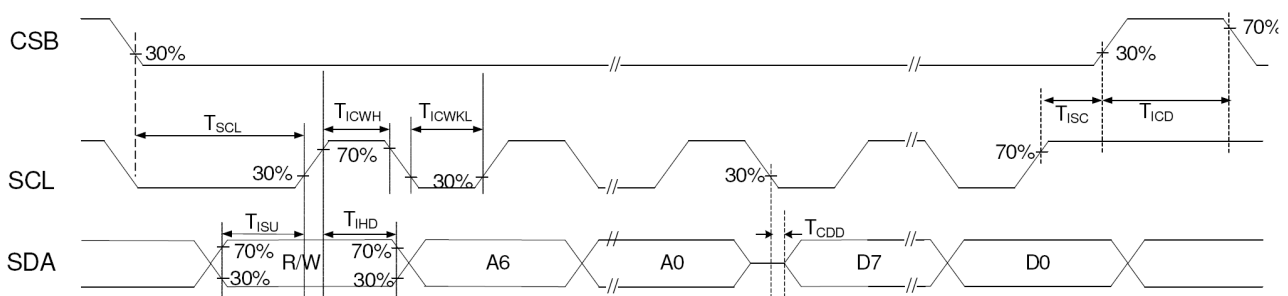 CSB
30%
//
//
30%
70%
T_ISC
T_ICD
T_SCL
T_ICWH
T_ICWKL
SCL
30%
70%
30%
//
30%
//
70%
T_ISU
T_IHD
T_CDD
SDA
70%
30%
R/W
70%
30%
A6
//
A0
//
D7
//
//
D0